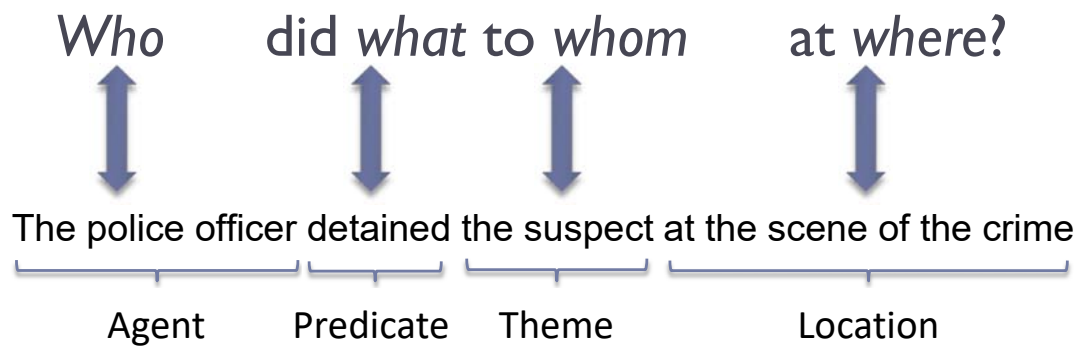 Who did what to whom at where?
The police officer detained the suspect at the scene of the crime
Agent Predicate Theme Location